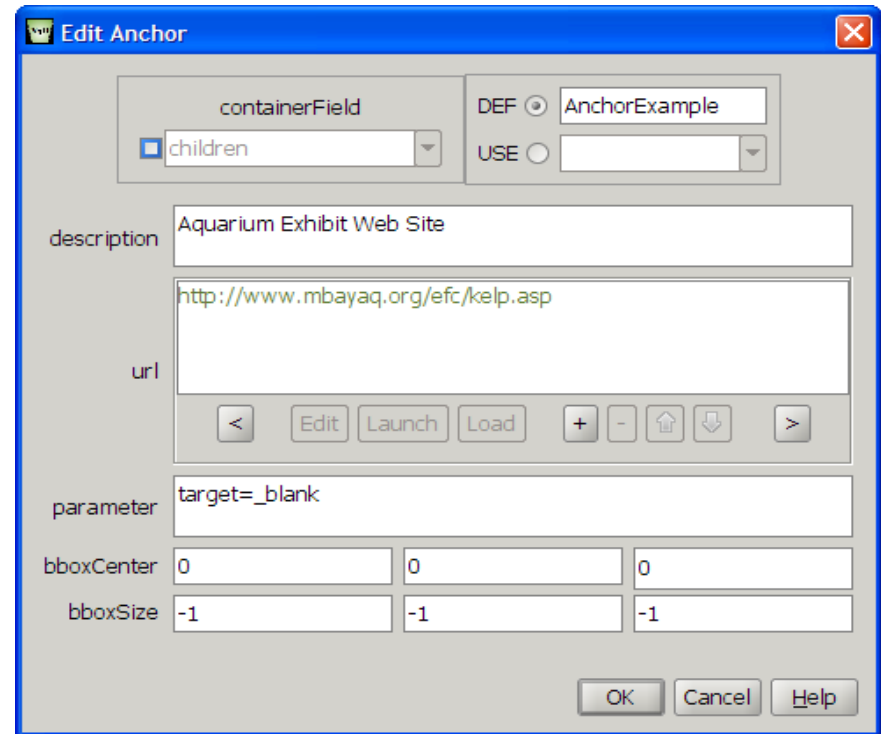 Edit Anchor
containerField
children
DEF AnchorExample
USE
description Aquarium Exhibit Web Site
url http://www.mbayaq.org/efc/kelp.asp
< Edit Launch Load + - >
parameter target=_blank
bboxCenter 0 0 0
bboxSize -1 -1 -1
OK Cancel Help